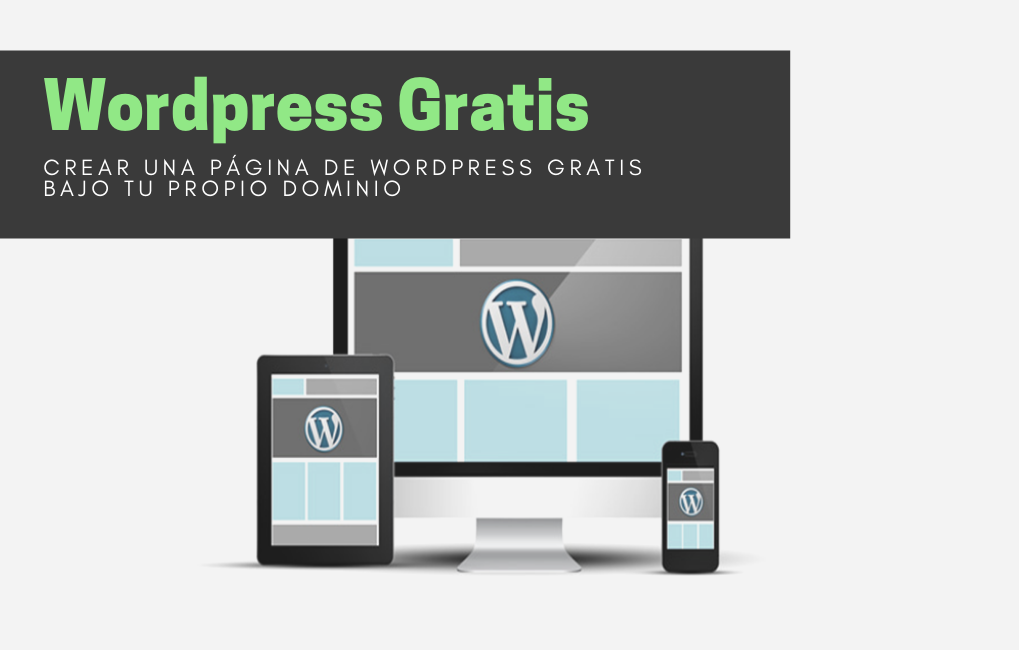 Wordpress Gratis
CREAR UNA PÁGINA DE WORDPRESS GRATIS
BAJO TU PROPIO DOMINIO
W
W
W